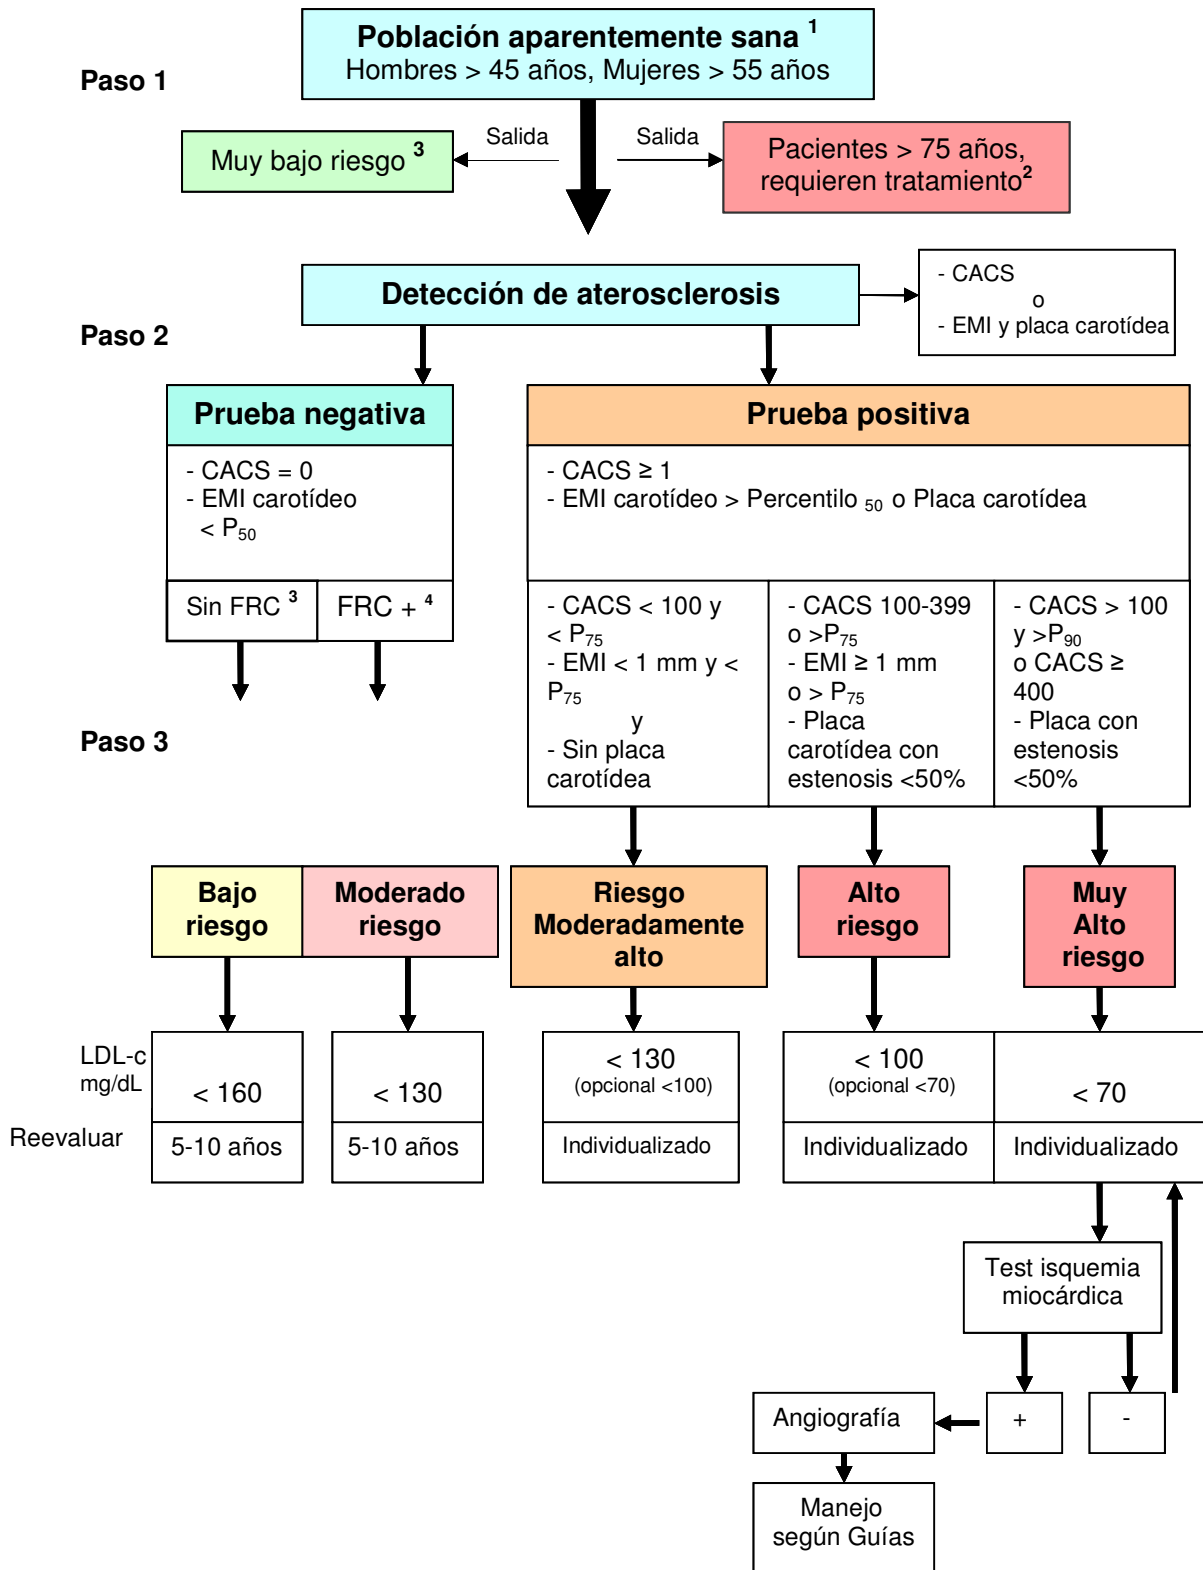 Población aparentemente sana ¹
Hombres > 45 años, Mujeres > 55 años
Paso 1
Salida
Salida
Muy bajo riesgo ³
Pacientes > 75 años,
requieren tratamiento²
Detección de aterosclerosis
- CACS
o
- EMI y placa carotídea
Paso 2
Prueba negativa
- CACS = 0
- EMI carotídeo
< P₅₀
Sin FRC ³
FRC + ⁴
Prueba positiva
- CACS ≥ 1
- EMI carotídeo > Percentilo ₅₀ o Placa carotídea
- CACS < 100 y
< P₇₅
- EMI < 1 mm y <
P₇₅
y
- Sin placa
carotídea
- CACS 100-399
o >P₇₅
- EMI ≥ 1 mm
o > P₇₅
- Placa
carotídea con
estenosis <50%
- CACS > 100
y >P₉₀
o CACS ≥
400
- Placa con
estenosis
<50%
Paso 3
Bajo
riesgo
Moderado
riesgo
Riesgo
Moderadamente
alto
Alto
riesgo
Muy
Alto
riesgo
LDL-c
mg/dL
< 160
< 130
< 130
(opcional <100)
< 100
(opcional <70)
< 70
Reevaluar
5-10 años
5-10 años
Individualizado
Individualizado
Individualizado
Test isquemia
miocárdica
+
-
Angiografía
Manejo
según Guías